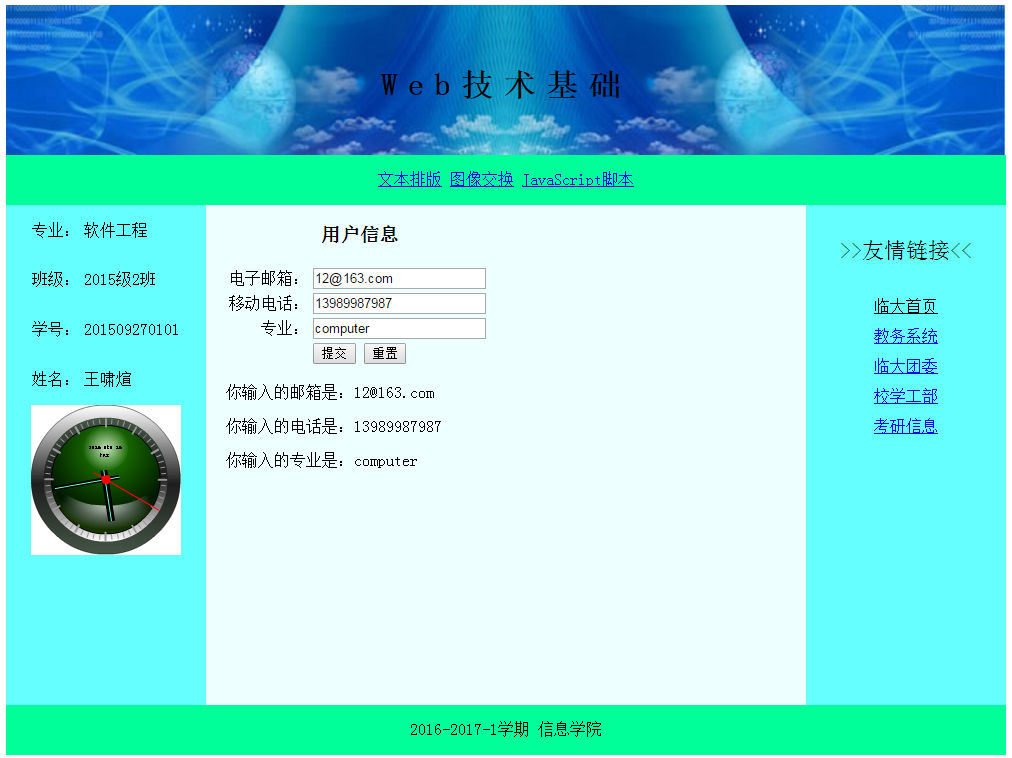 Web技术基础
文本排版 图像交换 JavaScript脚本
专业： 软件工程
班级： 2015级2班
学号： 201509270101
姓名： 王啸煊
用户信息
电子邮箱： 12@163.com
移动电话： 13989987987
专业： computer
提交 重置
你输入的邮箱是：12@163.com
你输入的电话是：13989987987
你输入的专业是：computer
>>友情链接<<
临大首页
教务系统
临大团委
校学工部
考研信息
2016-2017-1学期 信息学院